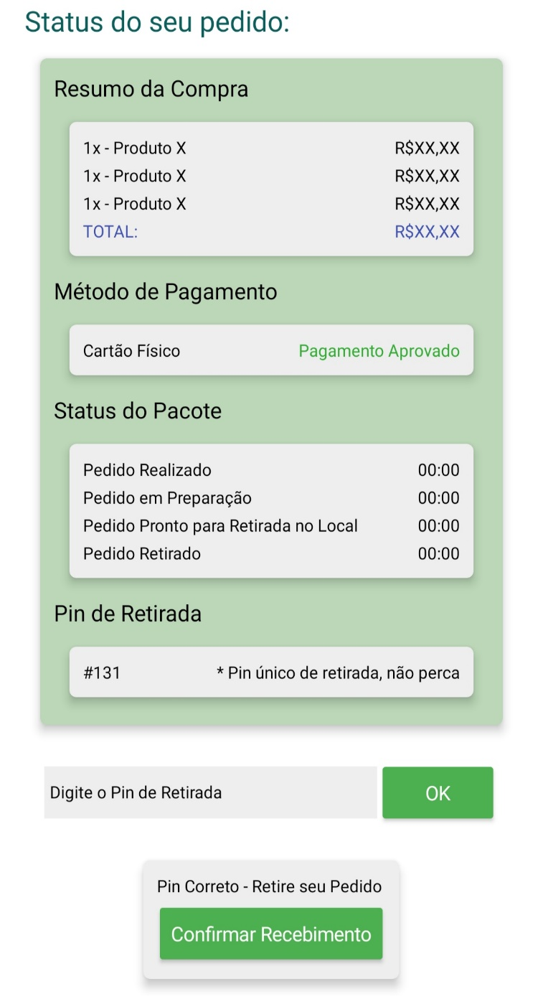 Status do seu pedido:
Resumo da Compra
1x - Produto X R$XX,XX
1x - Produto X R$XX,XX
1x - Produto X R$XX,XX
TOTAL: R$XX,XX
Método de Pagamento
Cartão Físico Pagamento Aprovado
Status do Pacote
Pedido Realizado 00:00
Pedido em Preparação 00:00
Pedido Pronto para Retirada no Local 00:00
Pedido Retirado 00:00
Pin de Retirada
#131 * Pin único de retirada, não perca
Digite o Pin de Retirada OK
Pin Correto - Retire seu Pedido
Confirmar Recebimento